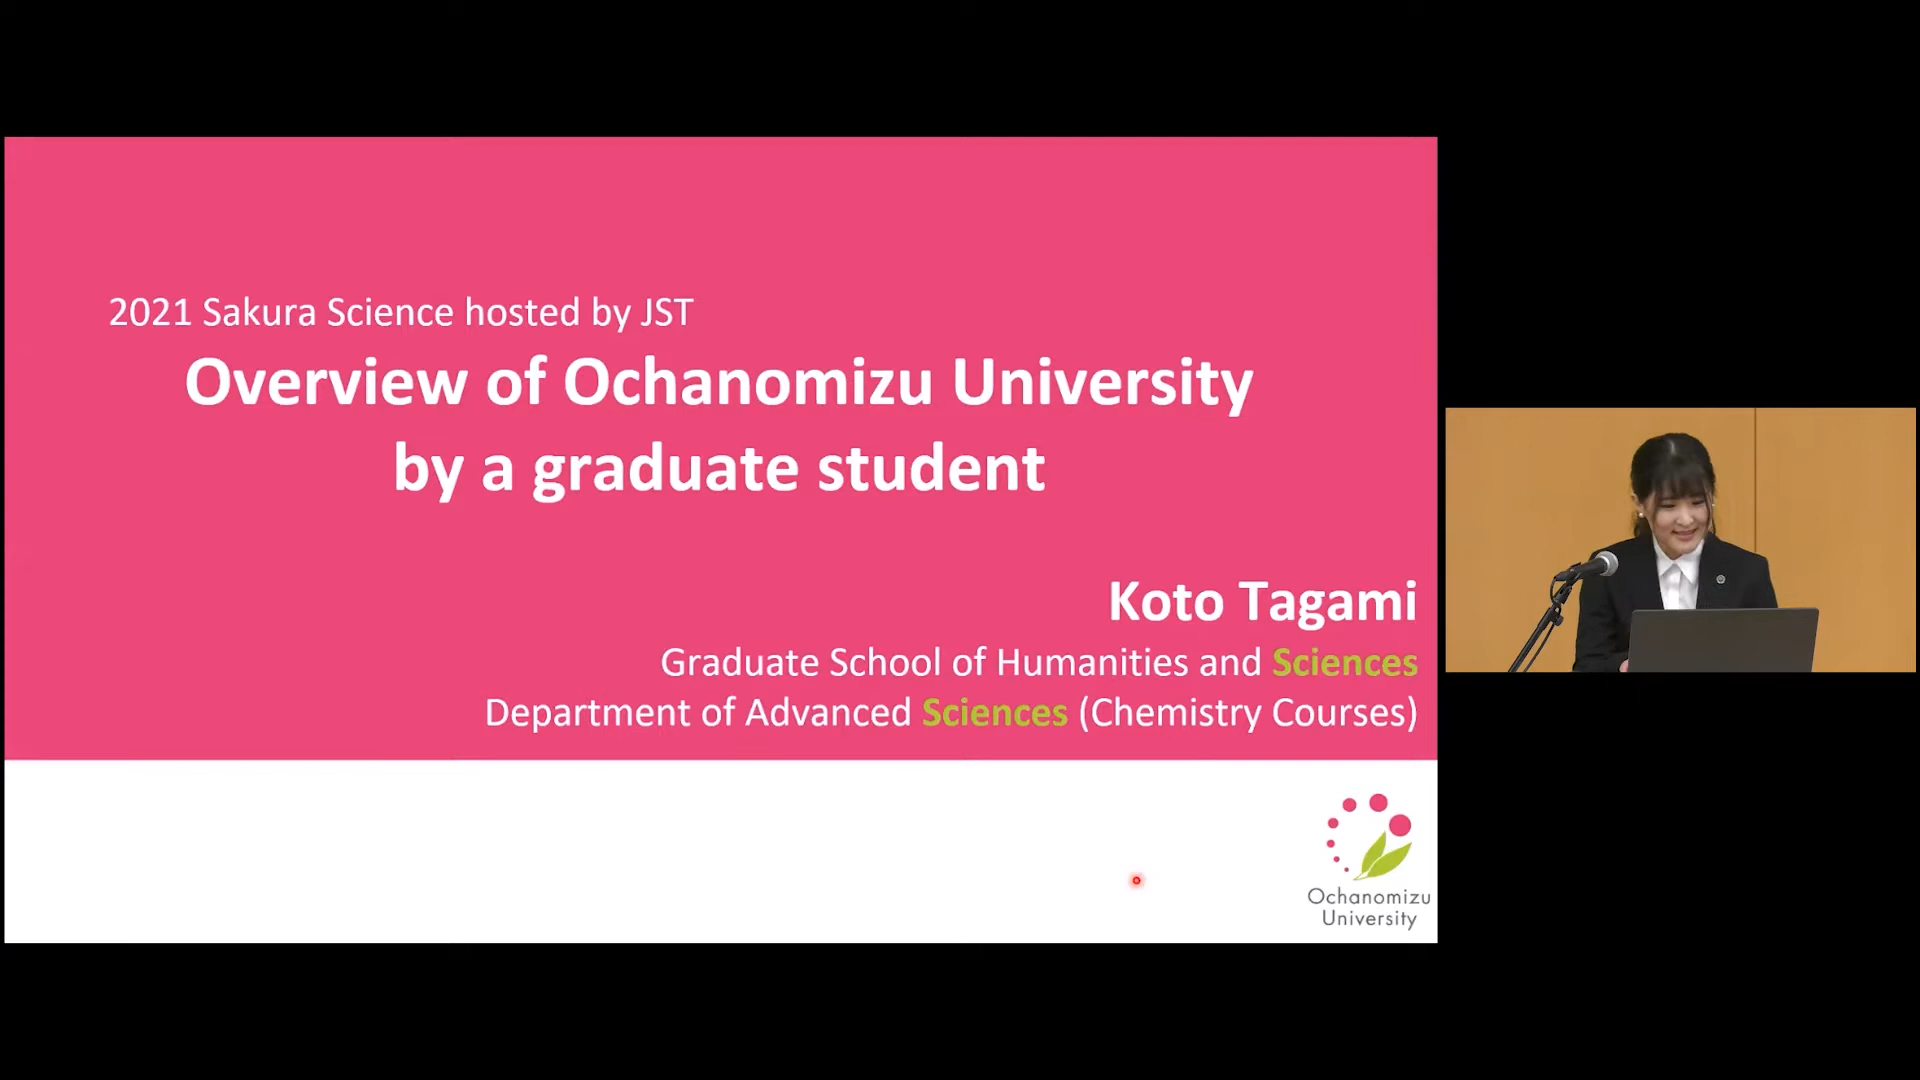 2021 Sakura Science hosted by JST
Overview of Ochanomizu University
by a graduate student
Koto Tagami
Graduate School of Humanities and Sciences
Department of Advanced Sciences (Chemistry Courses)
Ochanomizu
University